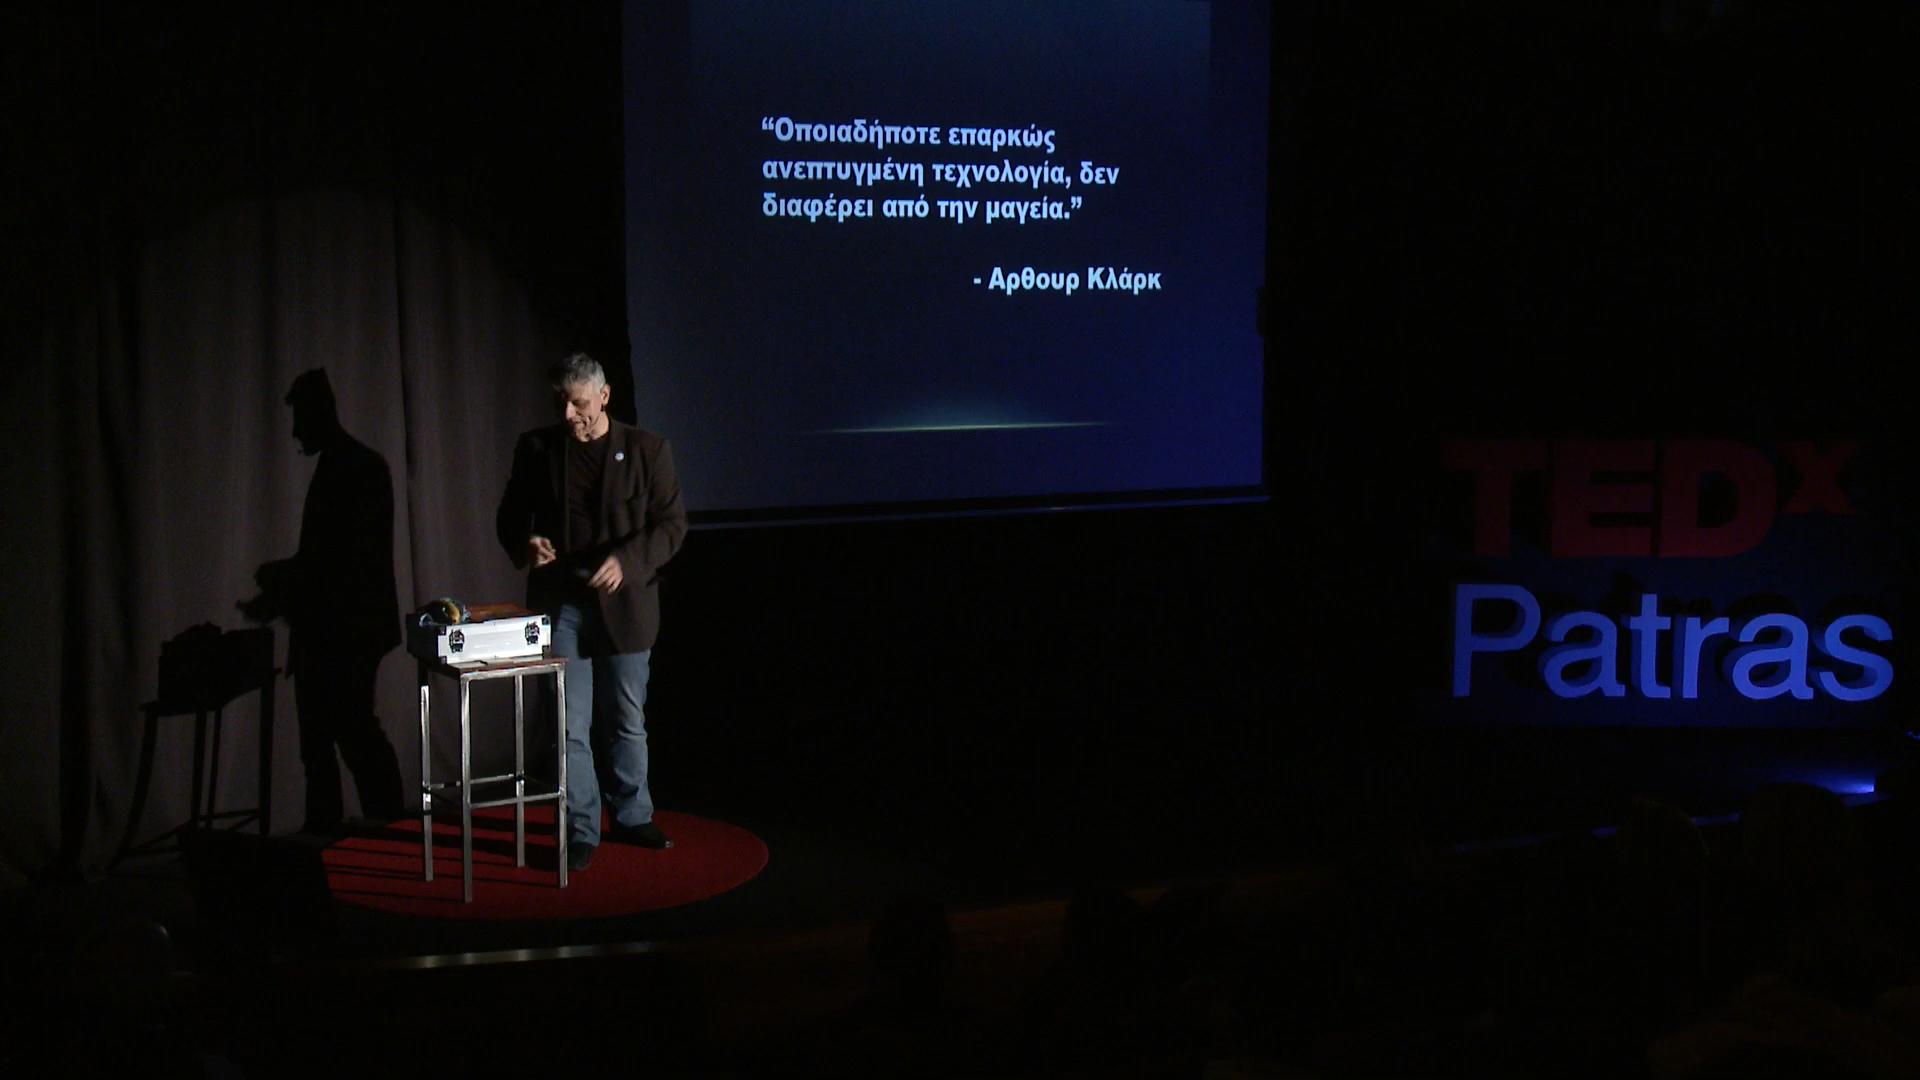 “Οποιαδήποτε επαρκώς
ανεπτυγμένη τεχνολογία, δεν
διαφέρει από την μαγεία.”
- Αρθουρ Κλάρκ
TEDx
Patras